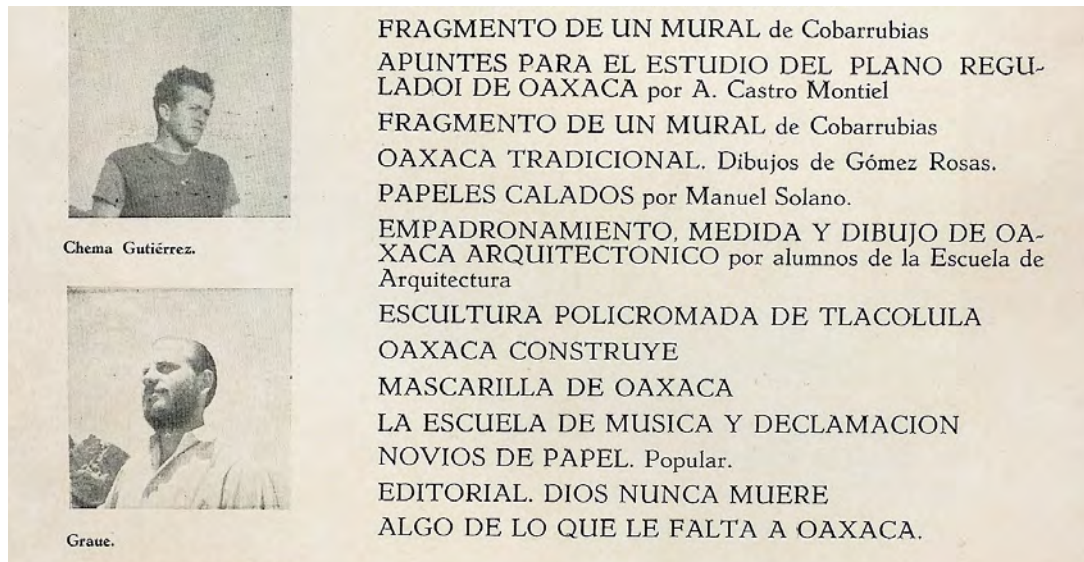 FRAGMENTO DE UN MURAL de Cobarrubias
APUNTES PARA EL ESTUDIO DEL PLANO REGU-
LADOI DE OAXACA por A. Castro Montiel
FRAGMENTO DE UN MURAL de Cobarrubias
OAXACA TRADICIONAL. Dibujos de Gómez Rosas.
PAPELES CALADOS por Manuel Solano.
EMPADRONAMIENTO, MEDIDA Y DIBUJO DE OA-
XACA ARQUITECTONICO por alumnos de la Escuela de
Arquitectura
ESCULTURA POLICROMADA DE TLACOLULA
OAXACA CONSTRUYE
MASCARILLA DE OAXACA
LA ESCUELA DE MUSICA Y DECLAMACION
NOVIOS DE PAPEL. Popular.
EDITORIAL. DIOS NUNCA MUERE
ALGO DE LO QUE LE FALTA A OAXACA.
Chema Gutiérrez.
Graue.